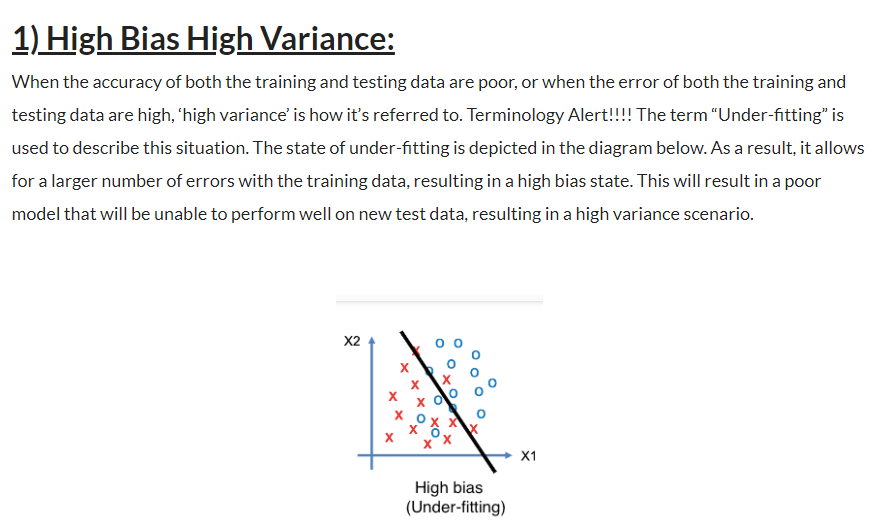 1) High Bias High Variance:
When the accuracy of both the training and testing data are poor, or when the error of both the training and
testing data are high, ‘high variance’ is how it’s referred to. Terminology Alert!!!! The term “Under-fitting” is
used to describe this situation. The state of under-fitting is depicted in the diagram below. As a result, it allows
for a larger number of errors with the training data, resulting in a high bias state. This will result in a poor
model that will be unable to perform well on new test data, resulting in a high variance scenario.
X2
X1
High bias
(Under-fitting)